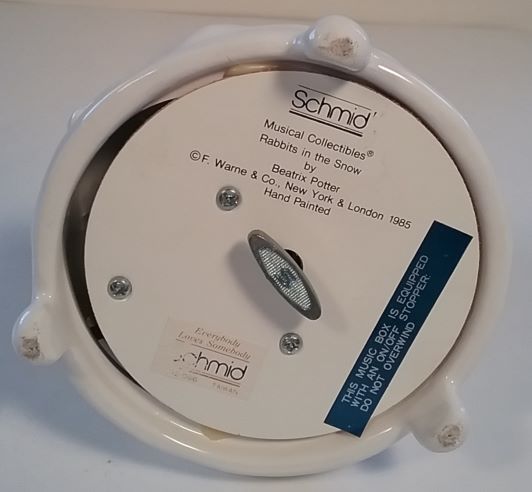 Schmid
Musical Collectibles®
Rabbits in the Snow
by
Beatrix Potter
© F. Warne & Co., New York & London 1985
Hand Painted
THIS MUSIC BOX IS EQUIPPED
WITH AN ON/OFF STOPPER.
DO NOT OVERWIND
Everybody
Loves Somebody
chmid
TAIWAN